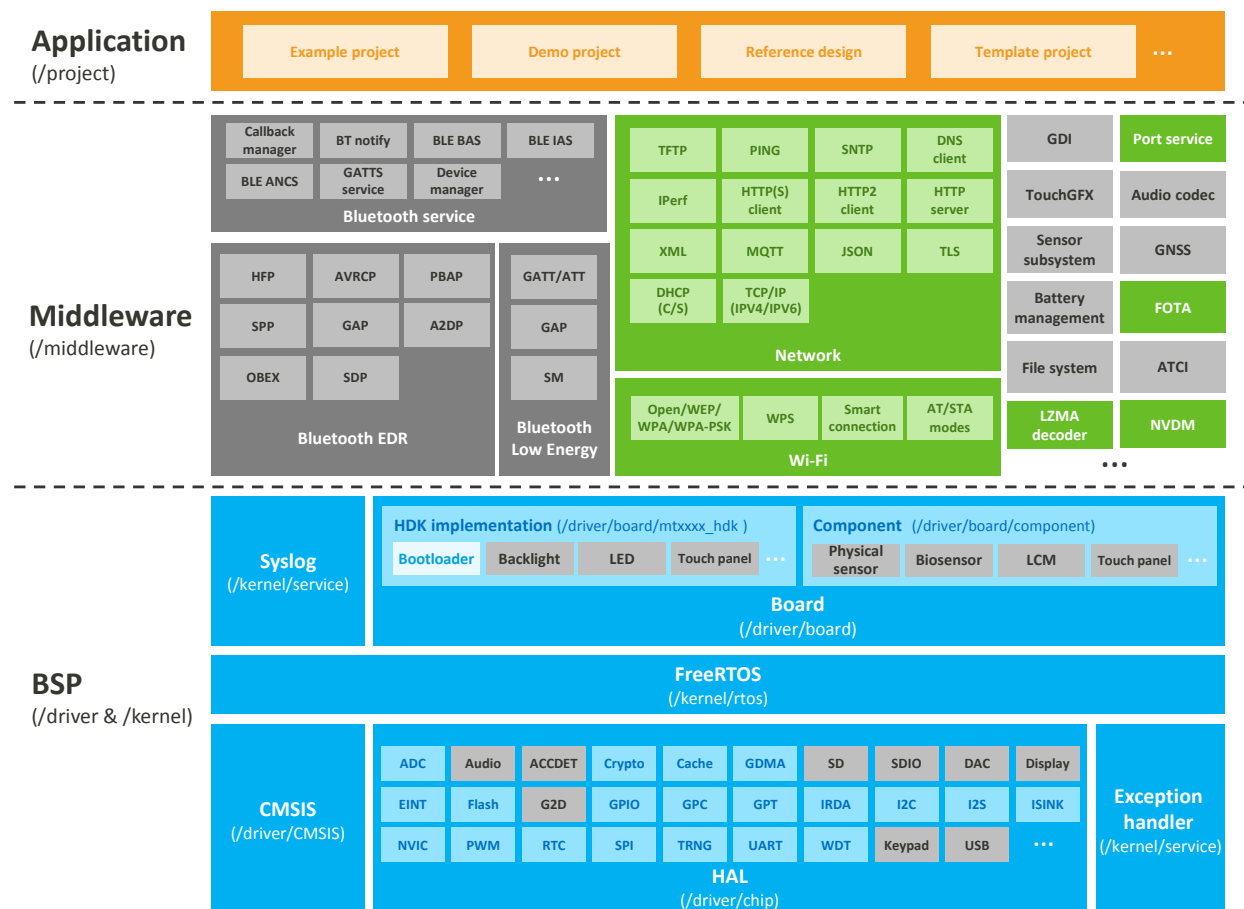 Application
(/project)
Example project
Demo project
Reference design
Template project
...
Middleware
(/middleware)
Callback
manager
BT notify
BLE BAS
BLE IAS
BLE ANCS
GATTS
service
Device
manager
...
Bluetooth service
HFP
AVRCP
PBAP
SPP
GAP
A2DP
OBEX
SDP
Bluetooth EDR
GATT/ATT
GAP
SM
Bluetooth
Low Energy
TFTP
PING
SNTP
DNS
client
IPerf
HTTP(S)
client
HTTP2
client
HTTP
server
XML
MQTT
JSON
TLS
DHCP
(C/S)
TCP/IP
(IPV4/IPV6)
Network
Open/WEP/
WPA/WPA-PSK
WPS
Smart
connection
AT/STA
modes
Wi-Fi
GDI
Port service
TouchGFX
Audio codec
Sensor
subsystem
GNSS
Battery
management
FOTA
File system
ATCI
LZMA
decoder
NVDM
...
BSP
(/driver & /kernel)
Syslog
(/kernel/service)
HDK implementation (/driver/board/mtxxxx_hdk )
Bootloader
Backlight
LED
Touch panel
...
Component (/driver/board/component)
Physical
sensor
Biosensor
LCM
Touch panel
...
Board
(/driver/board)
FreeRTOS
(/kernel/rtos)
CMSIS
(/driver/CMSIS)
ADC
Audio
ACCDET
Crypto
Cache
GDMA
SD
SDIO
DAC
Display
EINT
Flash
G2D
GPIO
GPC
GPT
IRDA
I2C
I2S
ISINK
NVIC
PWM
RTC
SPI
TRNG
UART
WDT
Keypad
USB
...
HAL
(/driver/chip)
Exception
handler
(/kernel/service)